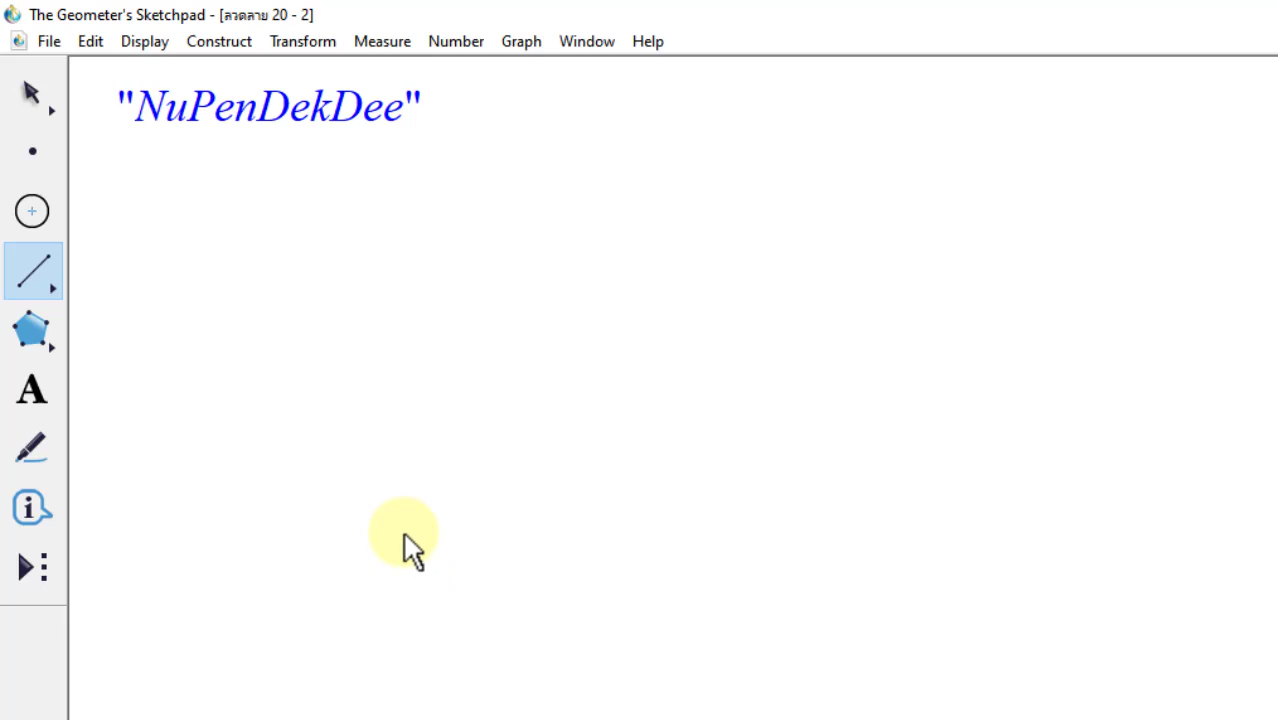 The Geometer's Sketchpad - [ลวดลาย 20 - 2]
File Edit Display Construct Transform Measure Number Graph Window Help
"NuPenDekDee"
A
i